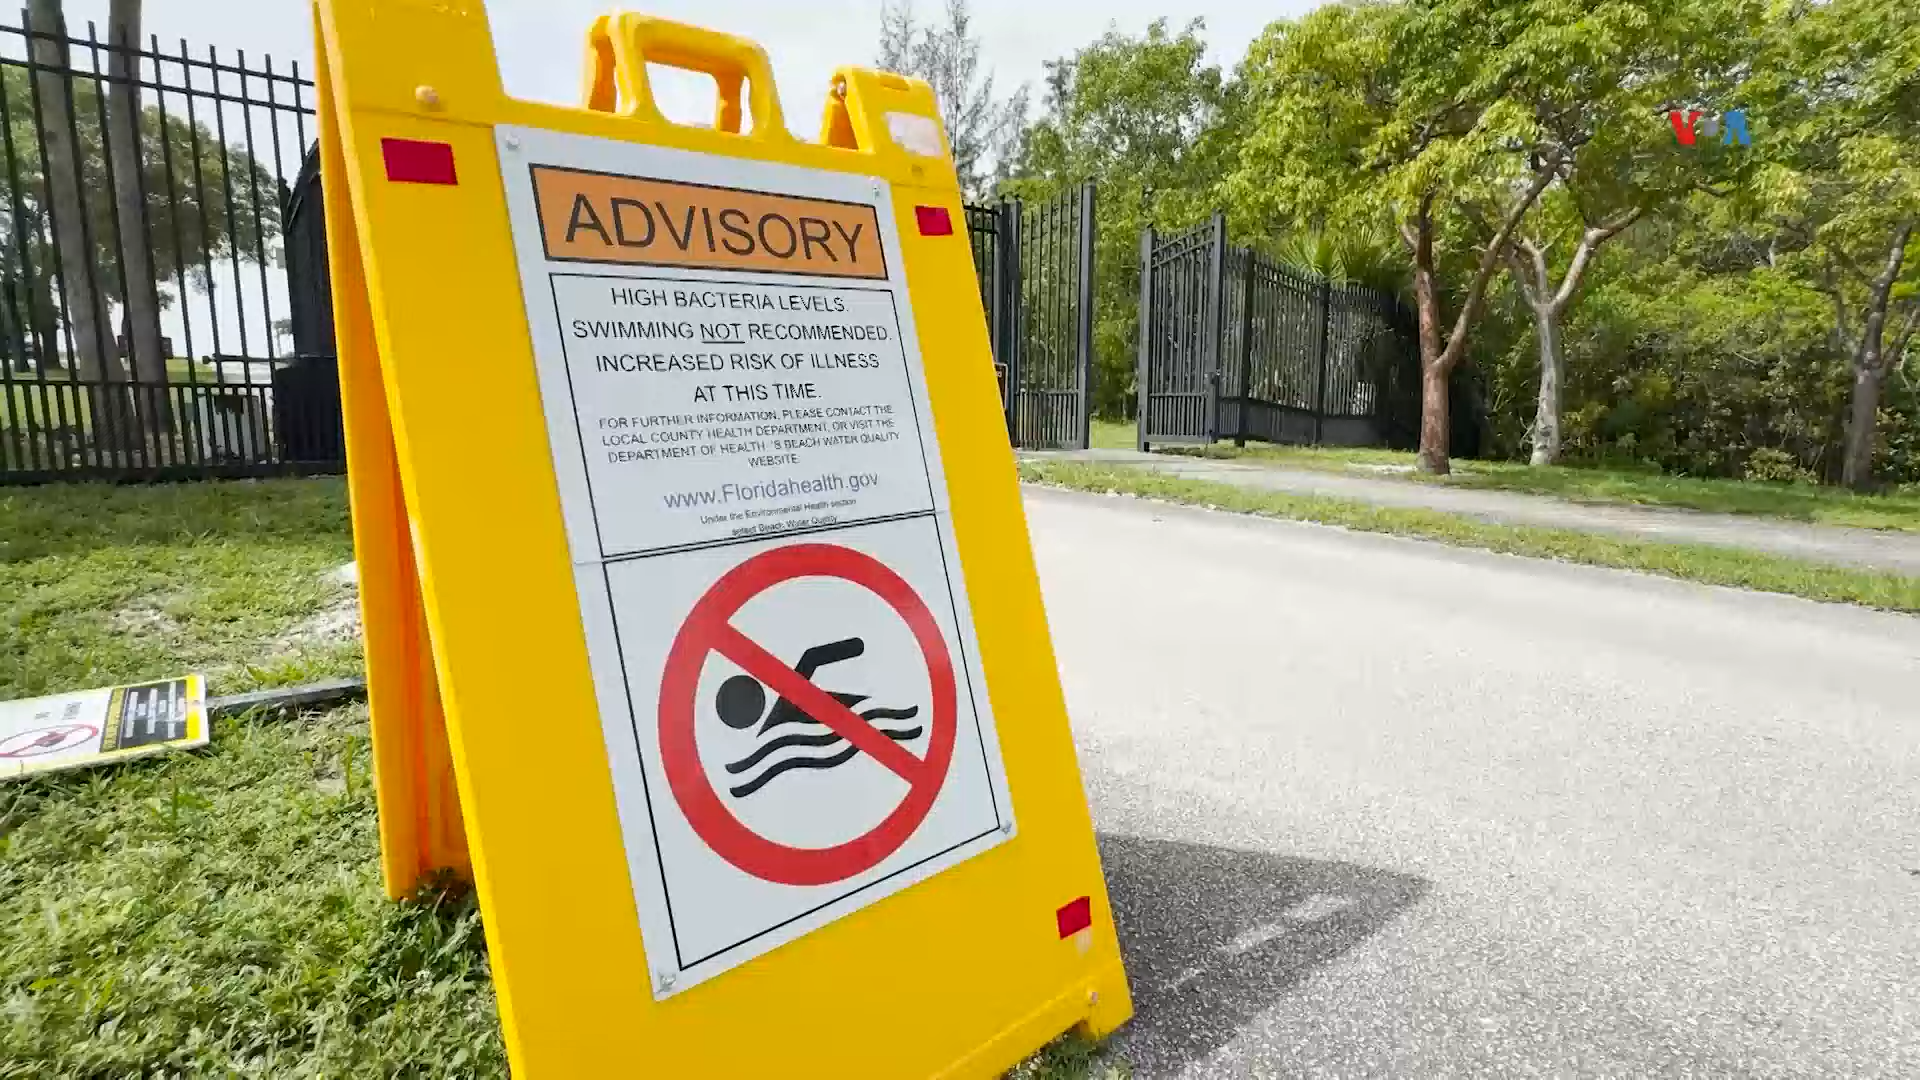 VOA
ADVISORY
HIGH BACTERIA LEVELS.
SWIMMING NOT RECOMMENDED.
INCREASED RISK OF ILLNESS
AT THIS TIME.
FOR FURTHER INFORMATION, PLEASE CONTACT THE
LOCAL COUNTY HEALTH DEPARTMENT, OR VISIT THE
DEPARTMENT OF HEALTH 'S BEACH WATER QUALITY
WEBSITE.
www.Floridahealth.gov
Under the Environmental Health section
select Beach Water Quality